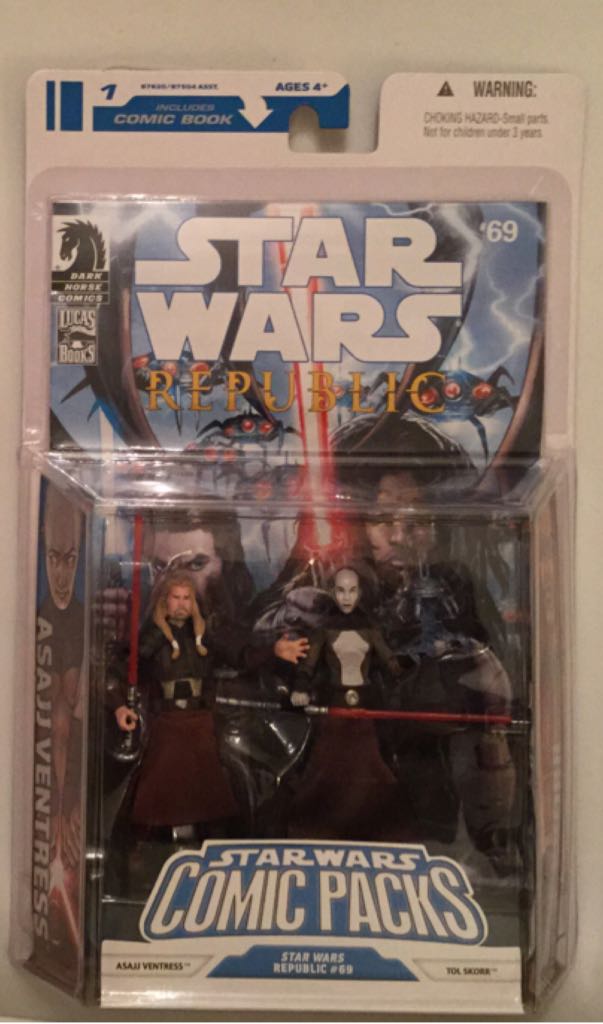 1
87820/87504 ASST.
AGES 4+
INCLUDES
COMIC BOOK
WARNING:
CHOKING HAZARD-Small parts.
Not for children under 3 years.
DARK
HORSE
COMICS
LUCAS
BOOKS
STAR
WARS
REPUBLIC
#69
ASAJJ VENTRESS
STAR WARS
COMIC PACKS
ASAJJ VENTRESS™
STAR WARS
REPUBLIC #69
TOL SKORR™